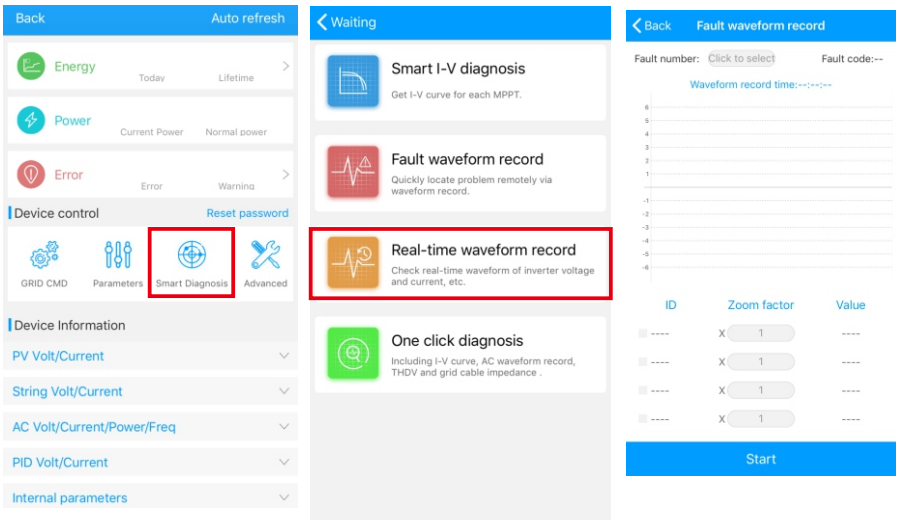 Back Auto refresh
Energy
Today Lifetime
Power
Current Power Normal power
Error
Error Warning
Device control Reset password
GRID CMD Parameters Smart Diagnosis Advanced
Device Information
PV Volt/Current
String Volt/Current
AC Volt/Current/Power/Freq
PID Volt/Current
Internal parameters
Waiting
Smart I-V diagnosis
Get I-V curve for each MPPT.
Fault waveform record
Quickly locate problem remotely via
waveform record.
Real-time waveform record
Check real-time waveform of inverter voltage
and current, etc.
One click diagnosis
Including I-V curve, AC waveform record,
THDV and grid cable impedance .
Back Fault waveform record
Fault number: Click to select Fault code:--
Waveform record time:--:--:--
6
5
4
3
2
1
-1
-2
-3
-4
-5
-6
ID Zoom factor Value
---- X 1 ----
---- X 1 ----
---- X 1 ----
---- X 1 ----
Start